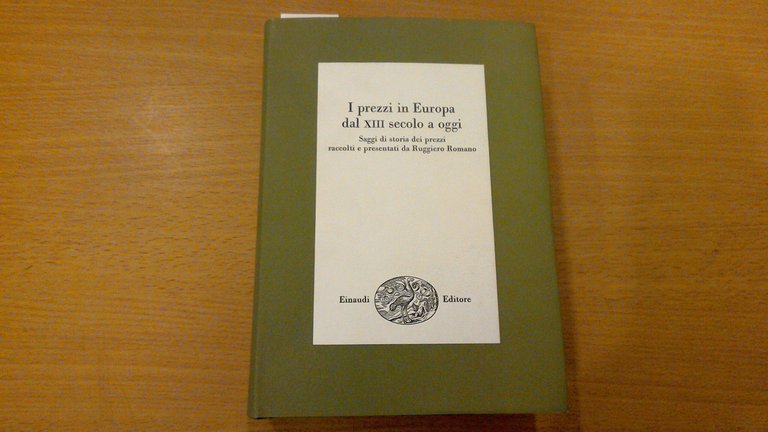 I prezzi in Europa
dal XIII secolo a oggi
Saggi di storia dei prezzi
raccolti e presentati da Ruggiero Romano
Einaudi Editore